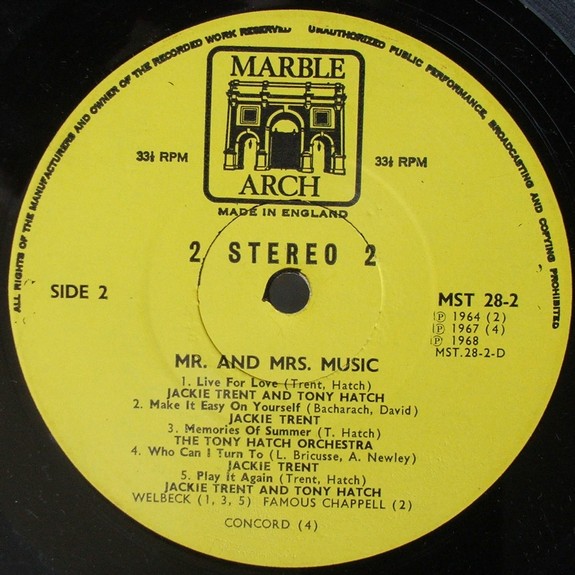 ALL RIGHTS OF THE MANUFACTURERS AND OWNER OF THE RECORDED WORK RESERVED UNAUTHORIZED PUBLIC PERFORMANCE, BROADCASTING AND COPYING PROHIBITED
MARBLE
ARCH
33⅓ RPM
33⅓ RPM
MADE IN ENGLAND
2 STEREO 2
SIDE 2
MST 28-2
℗ 1964 (2)
℗ 1967 (4)
℗ 1968
MST.28-2-D
MR. AND MRS. MUSIC
1. Live For Love (Trent, Hatch)
JACKIE TRENT AND TONY HATCH
2. Make It Easy On Yourself (Bacharach, David)
JACKIE TRENT
3. Memories Of Summer (T. Hatch)
THE TONY HATCH ORCHESTRA
4. Who Can I Turn To (L. Bricusse, A. Newley)
JACKIE TRENT
5. Play It Again (Trent, Hatch)
JACKIE TRENT AND TONY HATCH
WELBECK (1, 3, 5) FAMOUS CHAPPELL (2)
CONCORD (4)